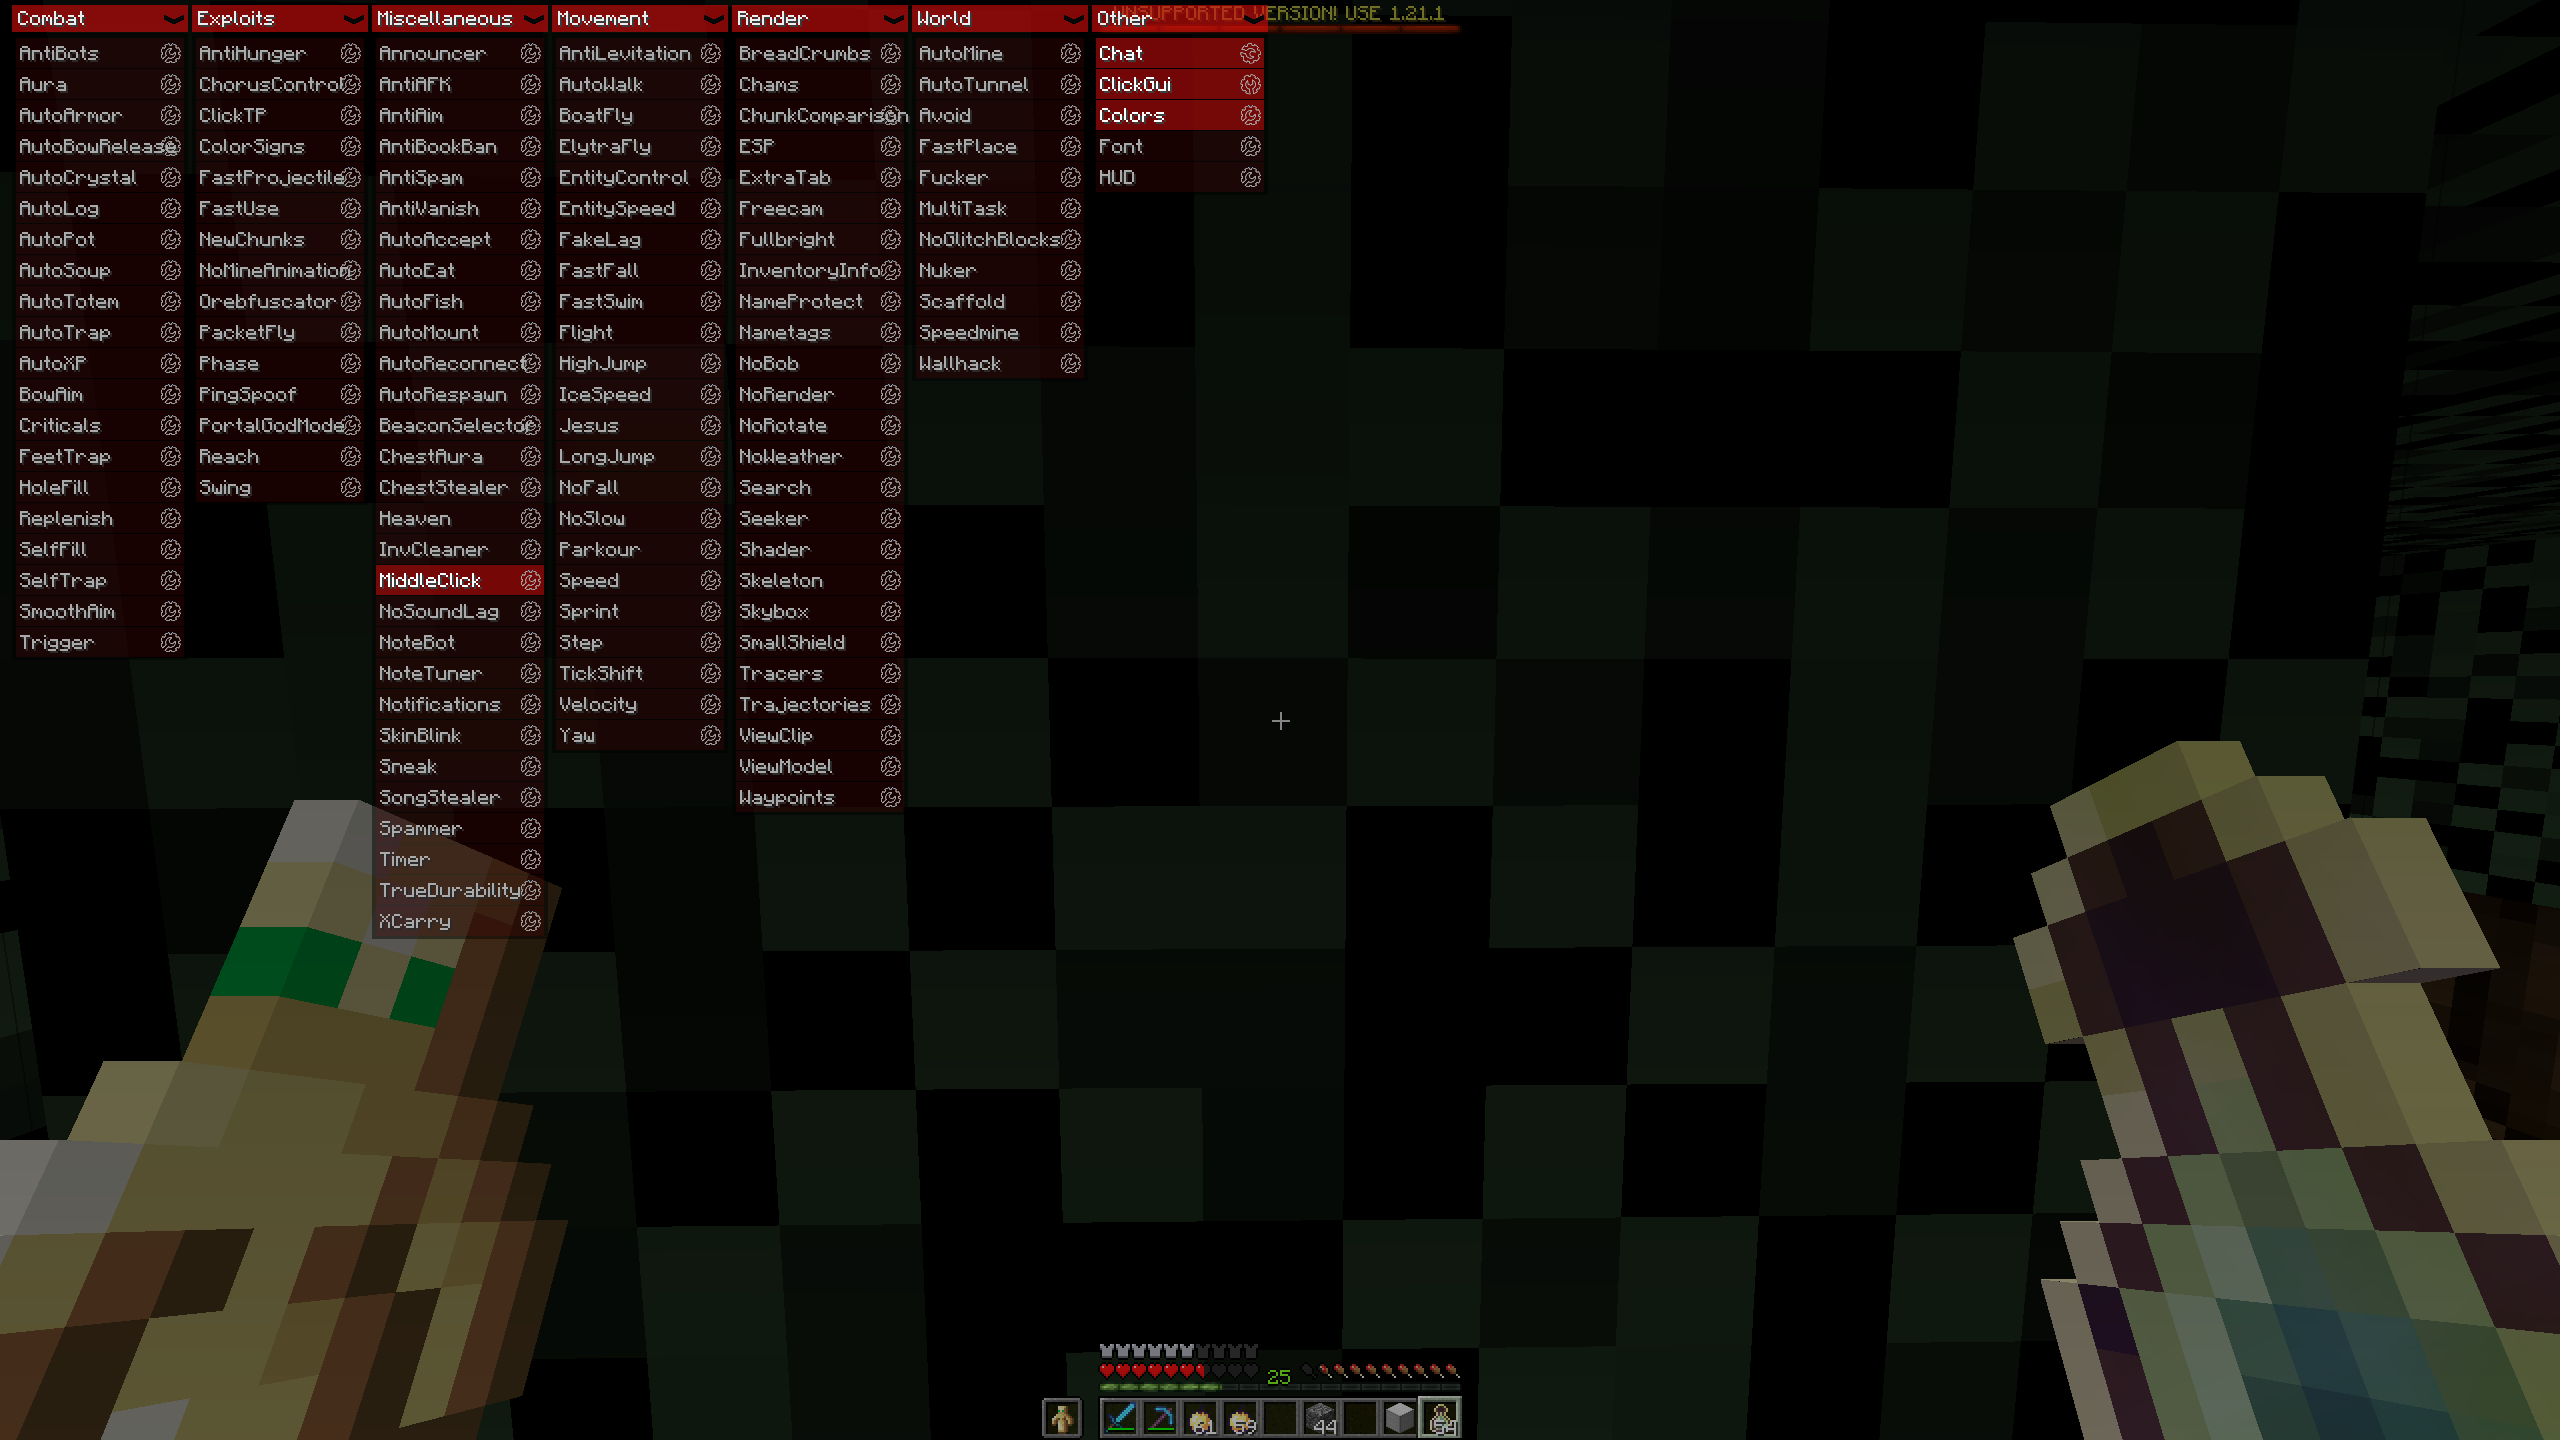 Combat
AntiBots
Aura
AutoArmor
AutoBowRelease
AutoCrystal
AutoLog
AutoPot
AutoSoup
AutoTotem
AutoTrap
AutoXP
BowAim
Criticals
FeetTrap
HoleFill
Replenish
SelfFill
SelfTrap
SmoothAim
Trigger
Exploits
AntiHunger
ChorusControl
ClickTP
ColorSigns
FastProjectile
FastUse
NewChunks
NoMineAnimation
Orebfuscator
PacketFly
Phase
PingSpoof
PortalGodMode
Reach
Swing
Miscellaneous
Announcer
AntiAFK
AntiAim
AntiBookBan
AntiSpam
AntiVanish
AutoAccept
AutoEat
AutoFish
AutoMount
AutoReconnect
AutoRespawn
BeaconSelector
ChestAura
ChestStealer
Heaven
InvCleaner
MiddleClick
NoSoundLag
NoteBot
NoteTuner
Notifications
SkinBlink
Sneak
SongStealer
Spammer
Timer
TrueDurability
XCarry
Movement
AntiLevitation
AutoWalk
BoatFly
ElytraFly
EntityControl
EntitySpeed
FakeLag
FastFall
FastSwim
Flight
HighJump
IceSpeed
Jesus
LongJump
NoFall
NoSlow
Parkour
Speed
Sprint
Step
TickShift
Velocity
Yaw
Render
BreadCrumbs
Chams
ChunkComparison
ESP
ExtraTab
Freecam
Fullbright
InventoryInfo
NameProtect
Nametags
NoBob
NoRender
NoRotate
NoWeather
Search
Seeker
Shader
Skeleton
Skybox
SmallShield
Tracers
Trajectories
ViewClip
ViewModel
Waypoints
World
AutoMine
AutoTunnel
Avoid
FastPlace
Fucker
MultiTask
NoGlitchBlocks
Nuker
Scaffold
Speedmine
Wallhack
Other
Chat
ClickGui
Colors
Font
HUD
UNSUPPORTED VERSION! USE 1.21.1
25
61
59
44
64